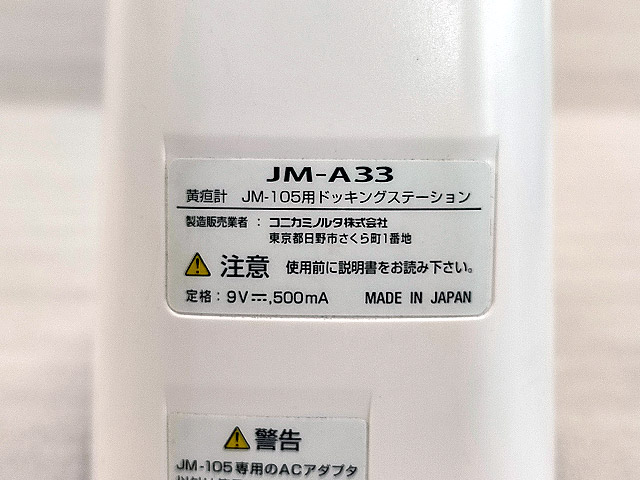 JM-A33
黄疸計 JM-105用ドッキングステーション
製造販売業者 : コニカミノルタ株式会社
東京都日野市さくら町1番地
注意 使用前に説明書をお読み下さい。
定格 : 9V⎓,500mA MADE IN JAPAN
警告
JM-105専用のACアダプタ